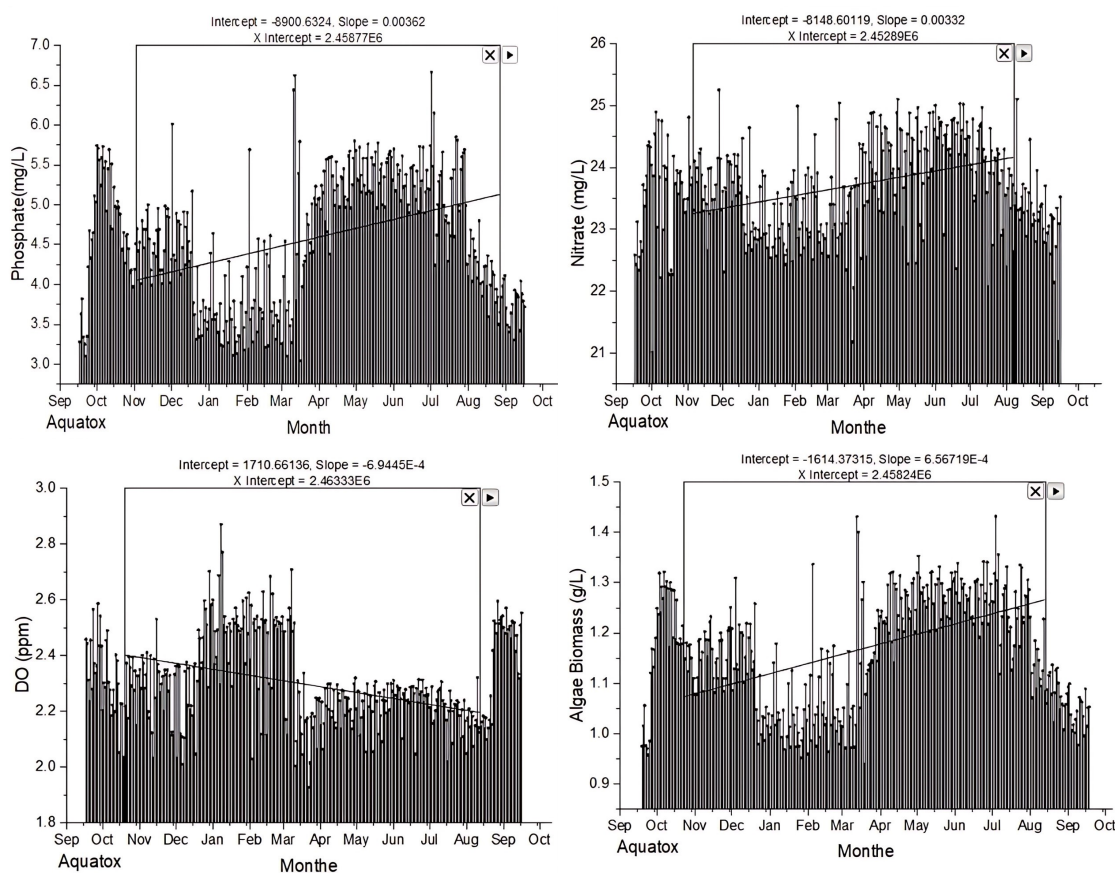 Intercept = -8900.6324, Slope = 0.00362
X Intercept = 2.45877E6
7.0
6.5
6.0
5.5
5.0
4.5
4.0
3.5
3.0
Phosphate(mg/L)
Sep Oct Nov Dec Jan Feb Mar Apr May Jun Jul Aug Sep Oct
Aquatox
Month
Intercept = -8148.60119, Slope = 0.00332
X Intercept = 2.45289E6
26
25
24
23
22
21
Nitrate (mg/L)
Sep Oct Nov Dec Jan Feb Mar Apr May Jun Jul Aug Sep Oct
Aquatox
Monthe
Intercept = 1710.66136, Slope = -6.9445E-4
X Intercept = 2.46333E6
3.0
2.8
2.6
2.4
2.2
2.0
1.8
DO (ppm)
Sep Oct Nov Dec Jan Feb Mar Apr May Jun Jul Aug Sep Oct
Aquatox
Monthe
Intercept = -1614.37315, Slope = 6.56719E-4
X Intercept = 2.45824E6
1.5
1.4
1.3
1.2
1.1
1.0
0.9
Algae Biomass (g/L)
Sep Oct Nov Dec Jan Feb Mar Apr May Jun Jul Aug Sep Oct
Aquatox
Monthe